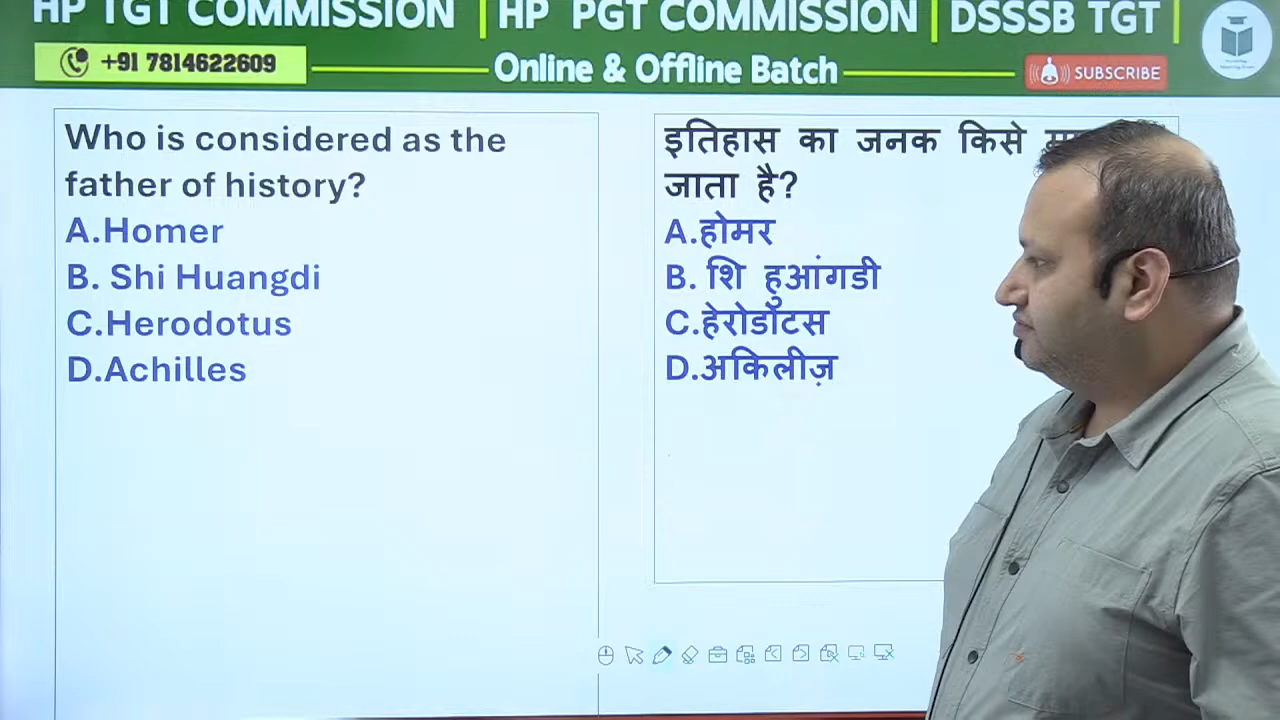 HP TGT COMMISSION | HP PGT COMMISSION | DSSSB TGT |
+91 7814622609
Online & Offline Batch
SUBSCRIBE
Who is considered as the
father of history?
A.Homer
B. Shi Huangdi
C.Herodotus
D.Achilles
इतिहास का जनक किसे
जाता है?
A.होमर
B. शि हुआंगडी
C.हेरोडोटस
D.अकिलीज़